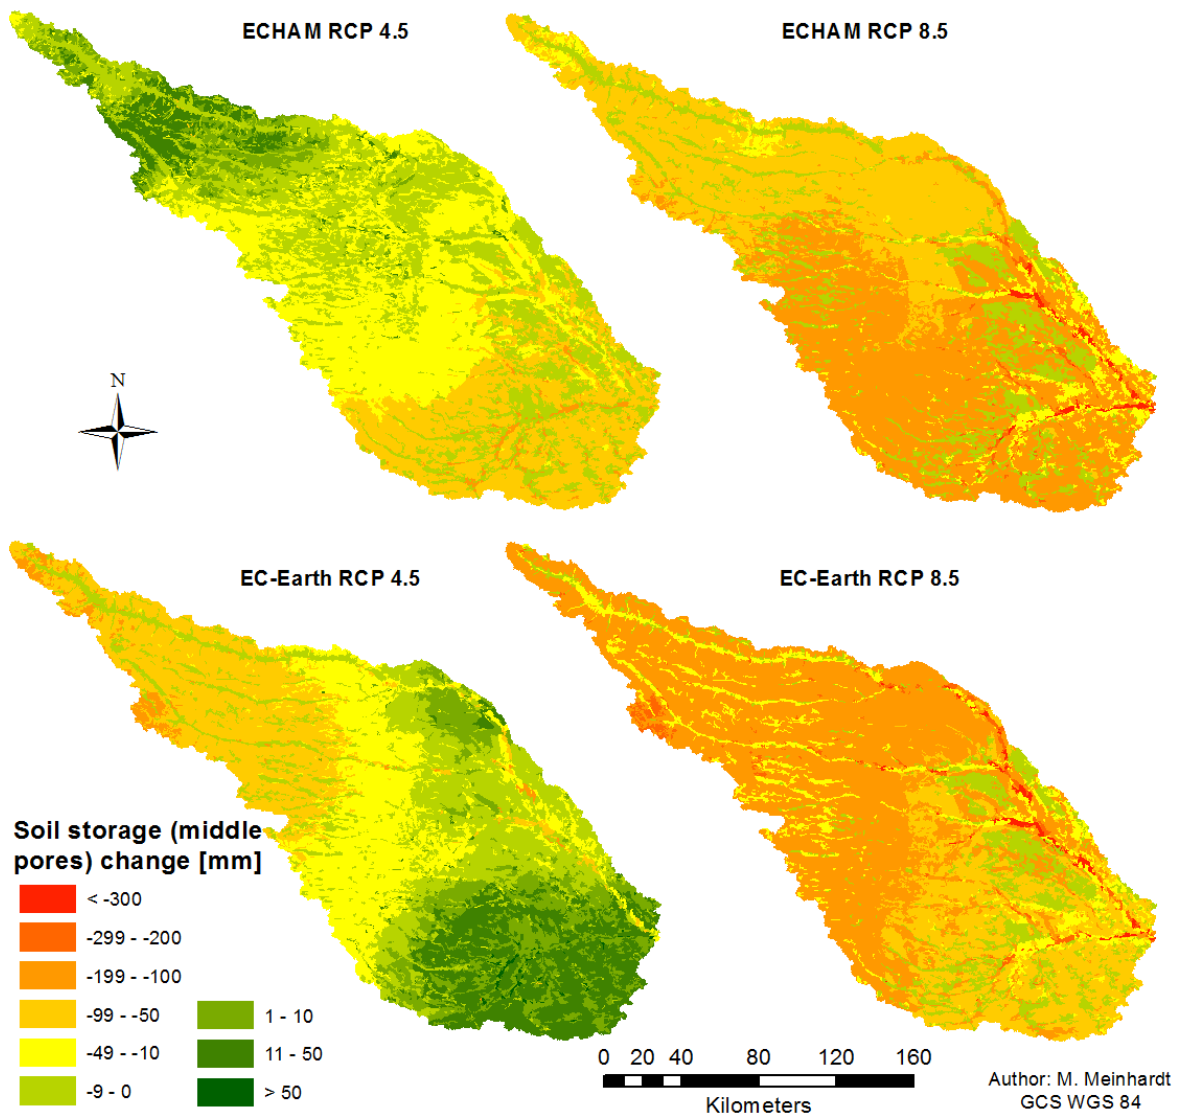 ECHAM RCP 4.5
ECHAM RCP 8.5
N
EC-Earth RCP 4.5
EC-Earth RCP 8.5
Soil storage (middle
pores) change [mm]
< -300
-299 - -200
-199 - -100
-99 - -50
-49 - -10
-9 - 0
1 - 10
11 - 50
> 50
0 20 40 80 120 160
Kilometers
Author: M. Meinhardt
GCS WGS 84